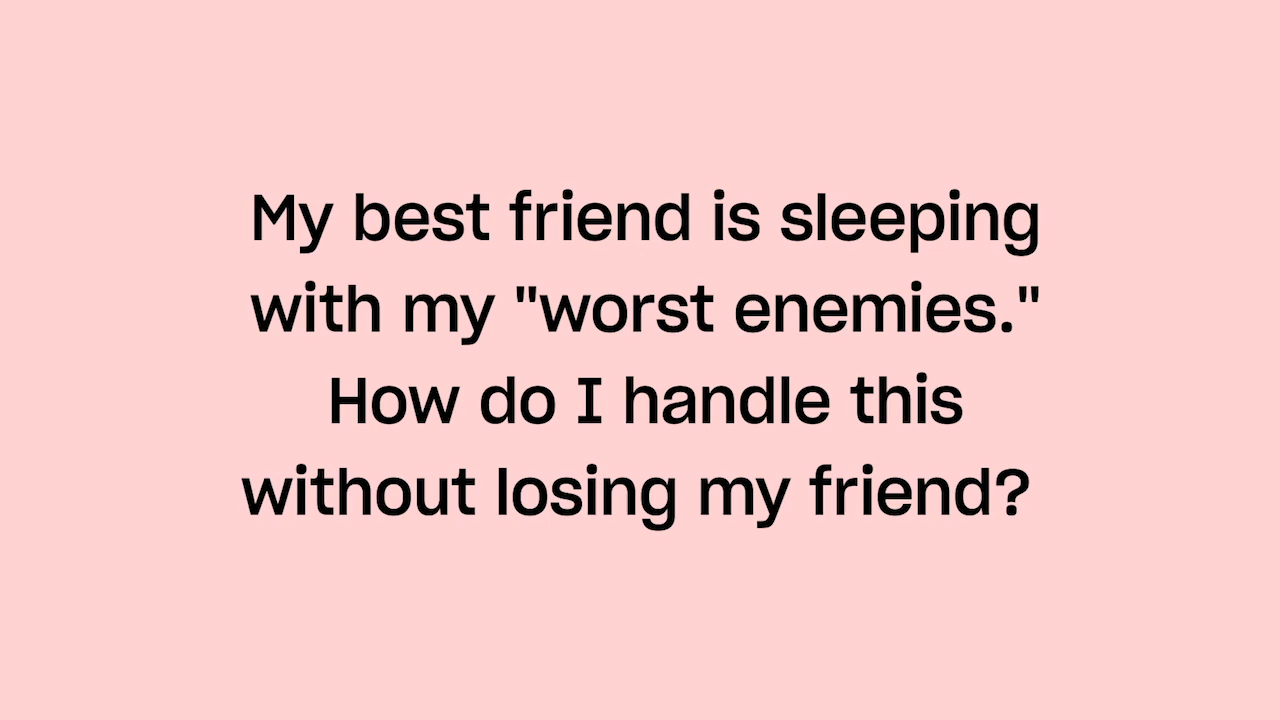 My best friend is sleeping
with my "worst enemies."
How do I handle this
without losing my friend?